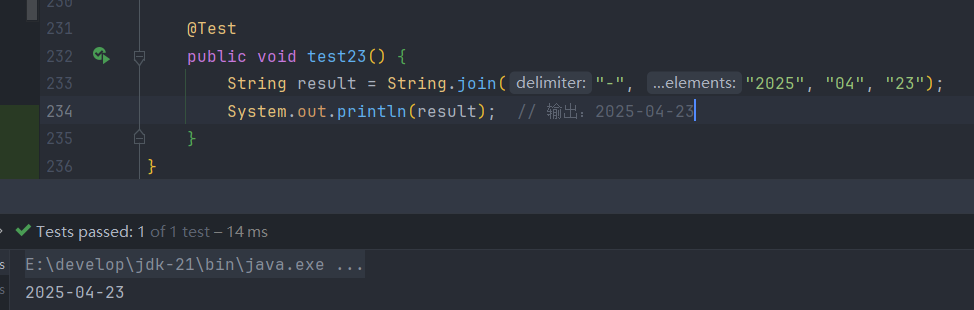 230
231 @Test
232 public void test23() {
233 String result = String.join( delimiter: "-", ...elements: "2025", "04", "23");
234 System.out.println(result); // 输出：2025-04-23
235 }
236 }
Tests passed: 1 of 1 test – 14 ms
s E:\develop\jdk-21\bin\java.exe ...
s 2025-04-23